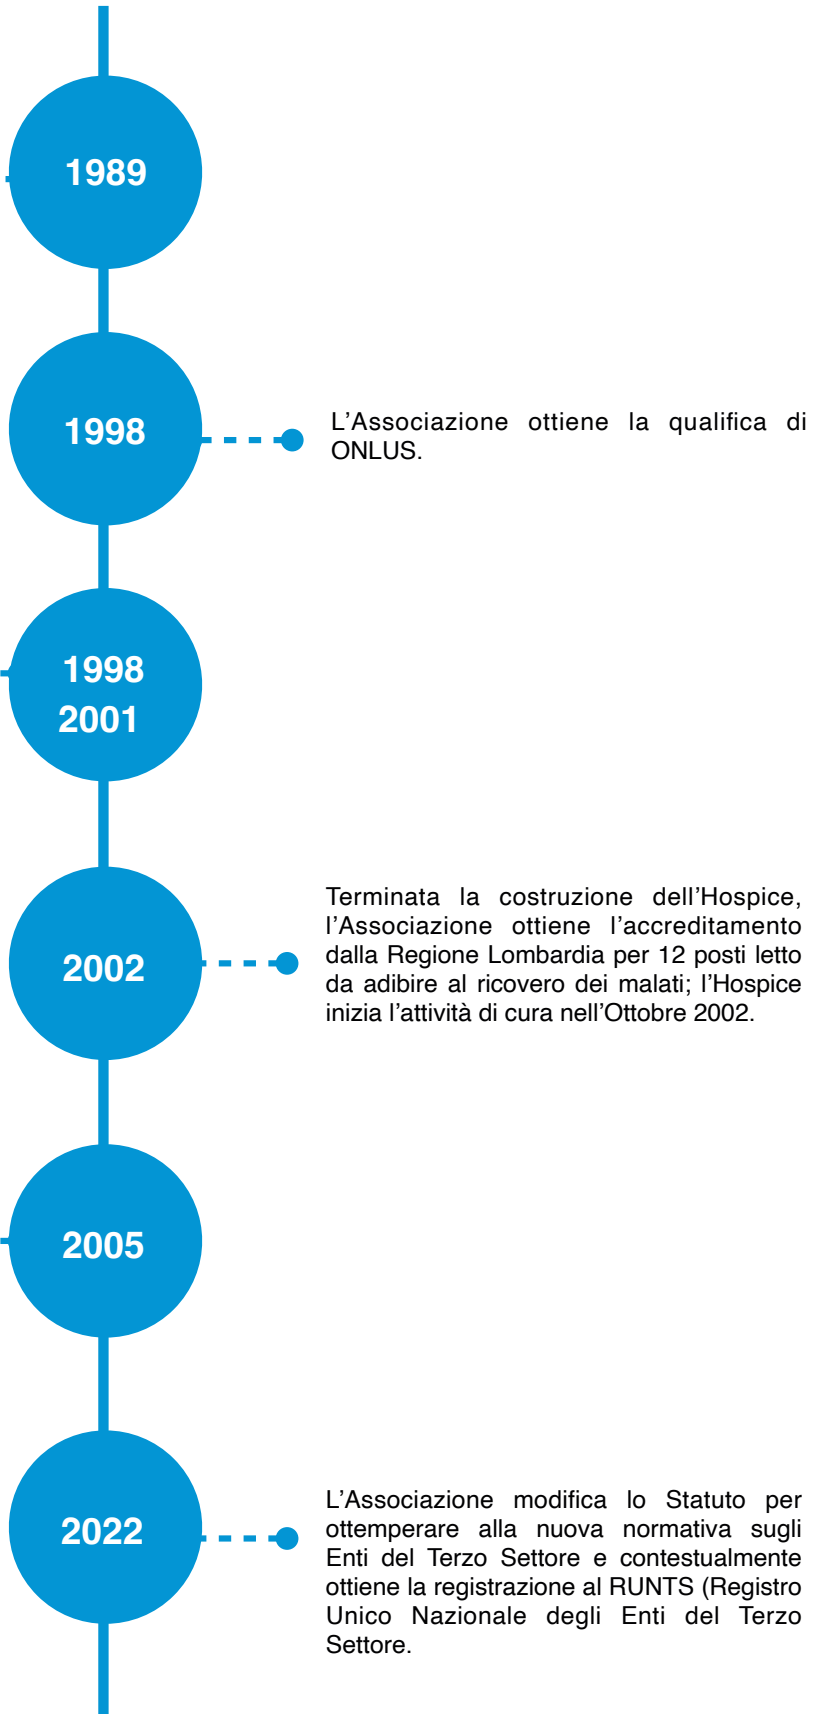 1989
1998
L’Associazione ottiene la qualifica di
ONLUS.
1998
2001
2002
Terminata la costruzione dell’Hospice,
l’Associazione ottiene l’accreditamento
dalla Regione Lombardia per 12 posti letto
da adibire al ricovero dei malati; l’Hospice
inizia l’attività di cura nell’Ottobre 2002.
2005
2022
L’Associazione modifica lo Statuto per
ottemperare alla nuova normativa sugli
Enti del Terzo Settore e contestualmente
ottiene la registrazione al RUNTS (Registro
Unico Nazionale degli Enti del Terzo
Settore.